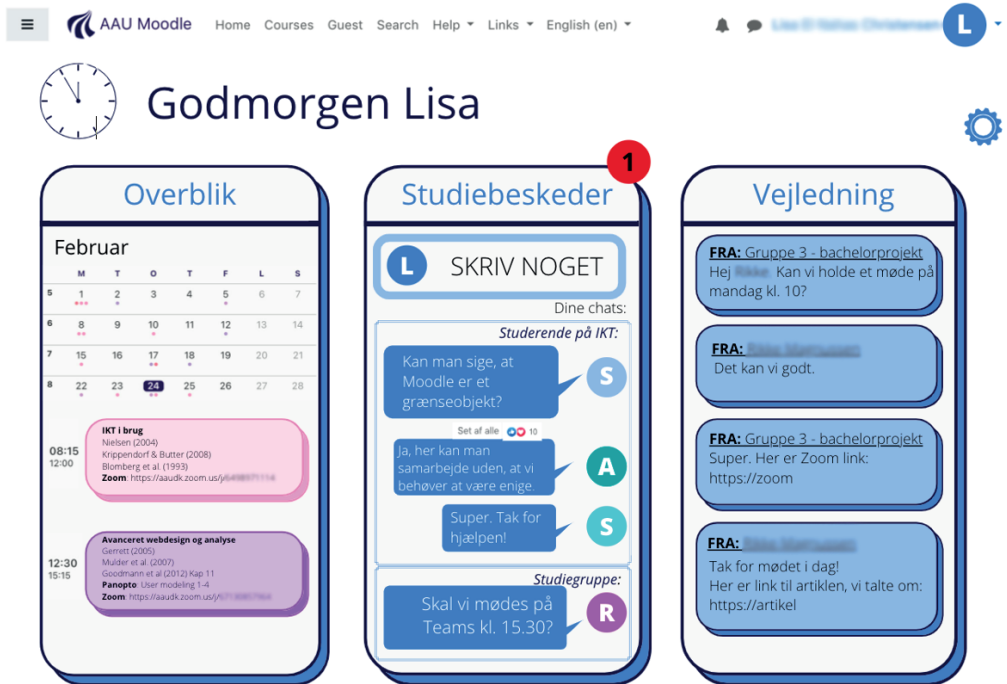 AAU Moodle Home Courses Guest Search Help Links English (en)
L
Godmorgen Lisa
Overblik
Februar
M T O T F L S
5 1 2 3 4 5 6 7
6 8 9 10 11 12 13 14
7 15 16 17 18 19 20 21
8 22 23 24 25 26 27 28
08:15
12:00
IKT i brug
Nielsen (2004)
Krippendorf & Butter (2008)
Blomberg et al. (1993)
Zoom: https://aaudk.zoom.us/j/
12:30
15:15
Avanceret webdesign og analyse
Gerrett (2005)
Mulder et al. (2007)
Goodmann et al (2012) Kap 11
Panopto: User modeling 1-4
Zoom: https://aaudk.zoom.us/j/
1
Studiebeskeder
L SKRIV NOGET
Dine chats:
Studerende på IKT:
Kan man sige, at
Moodle er et
grænseobjekt?
S
Set af alle 10
Ja, her kan man
samarbejde uden, at vi
behøver at være enige.
A
Super. Tak for
hjælpen!
S
Studiegruppe:
Skal vi mødes på
Teams kl. 15.30?
R
Vejledning
FRA: Gruppe 3 - bachelorprojekt
Hej Kan vi holde et møde på
mandag kl. 10?
FRA:
Det kan vi godt.
FRA: Gruppe 3 - bachelorprojekt
Super. Her er Zoom link:
https://zoom
FRA:
Tak for mødet i dag!
Her er link til artiklen, vi talte om:
https://artikel